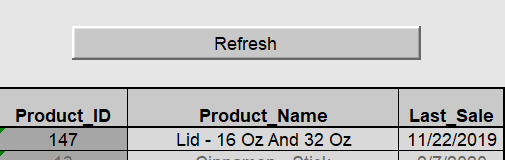 Refresh
Product_ID Product_Name Last_Sale
147 Lid - 16 Oz And 32 Oz 11/22/2019